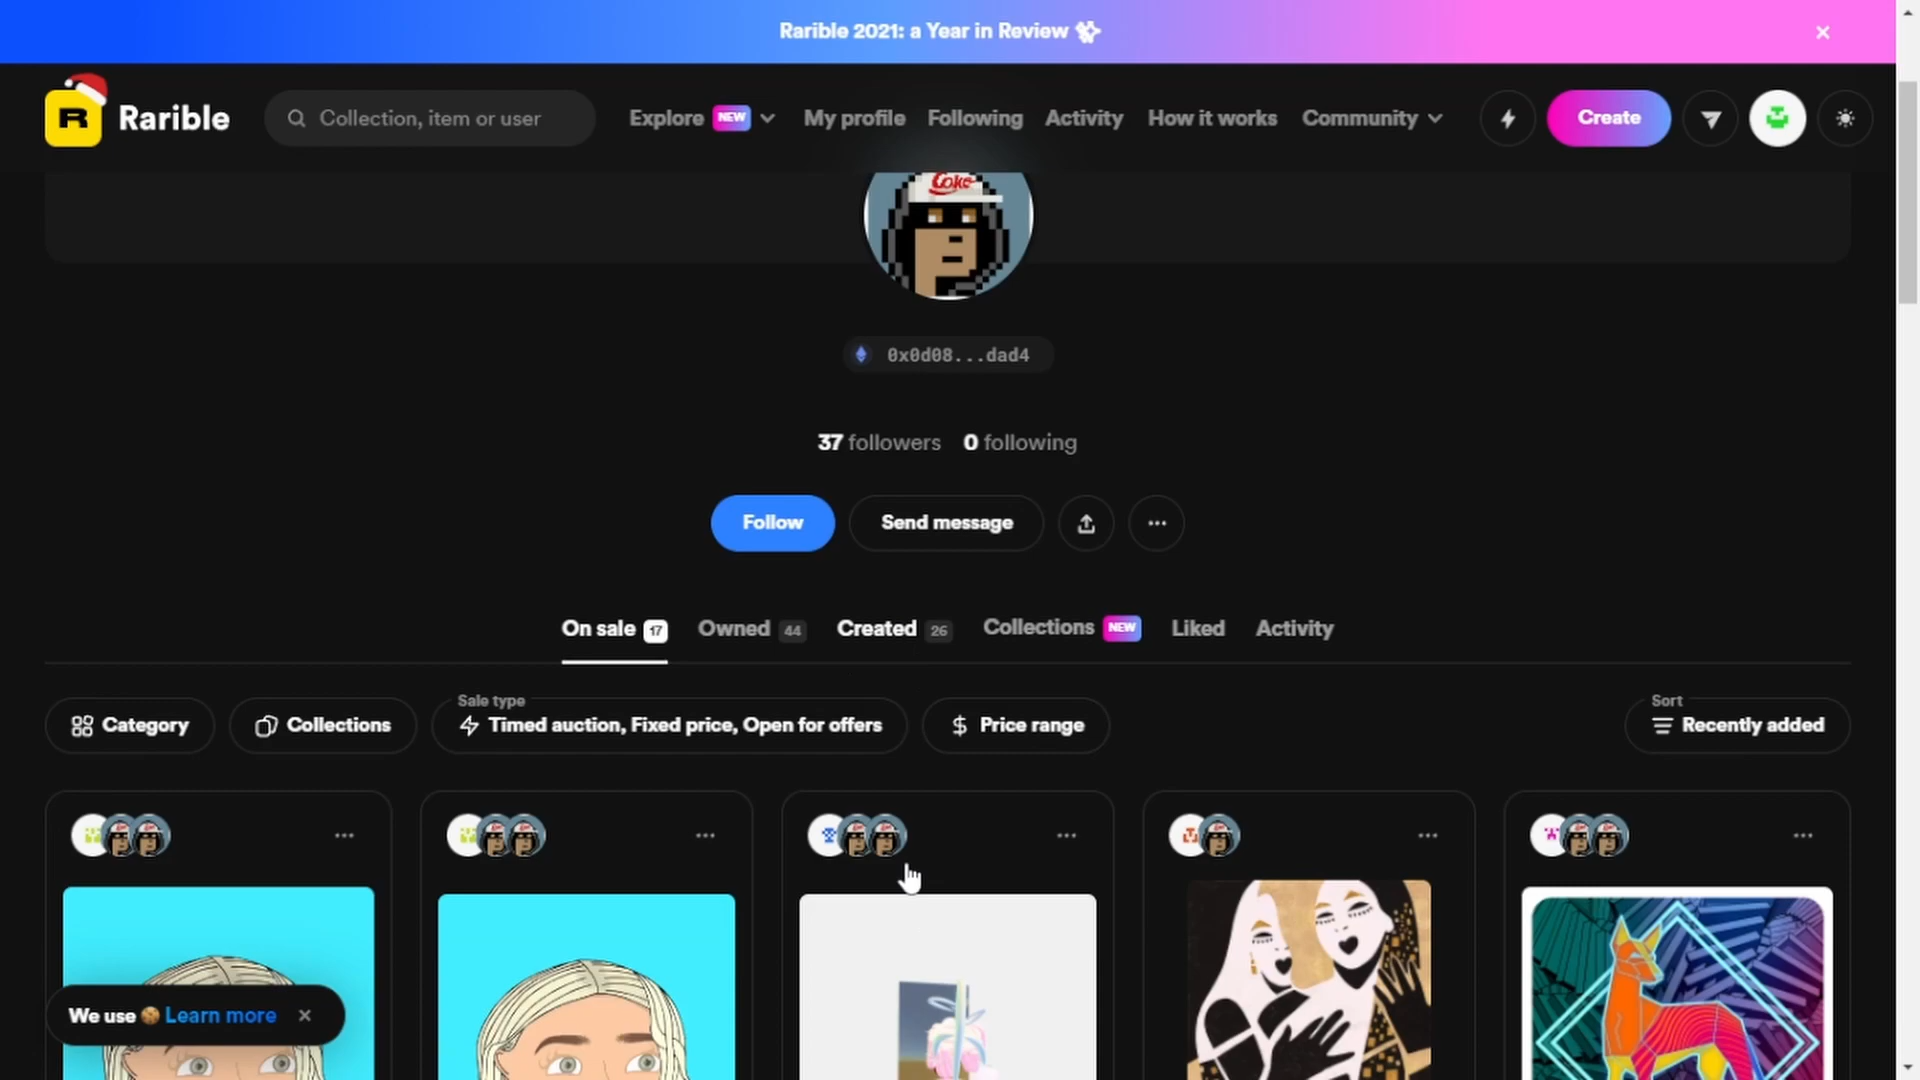 Rarible 2021: a Year in Review
R Rarible
Collection, item or user
Explore NEW
My profile
Following
Activity
How it works
Community
Create
Coke
0x0d08...dad4
37 followers 0 following
Follow
Send message
On sale 17
Owned 44
Created 26
Collections NEW
Liked
Activity
Category
Collections
Sale type
Timed auction, Fixed price, Open for offers
Price range
Sort
Recently added
We use 🍪 Learn more